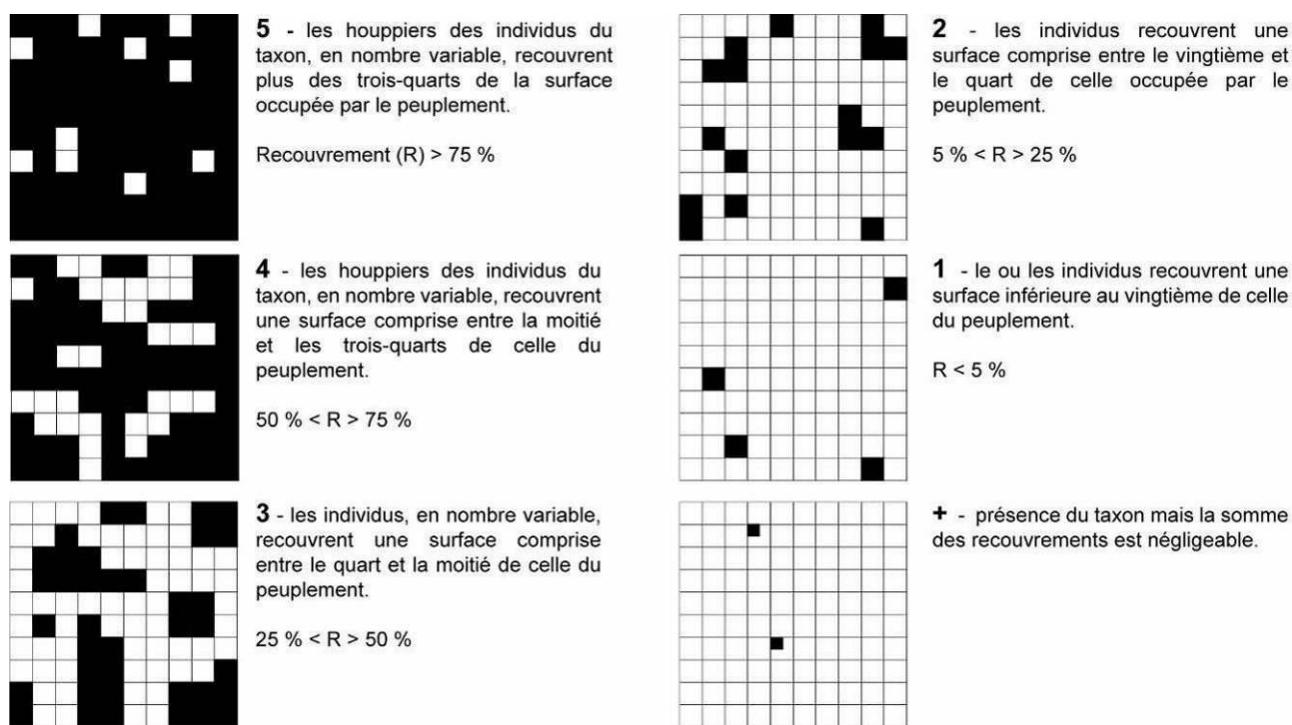 5 - les houppiers des individus du
taxon, en nombre variable, recouvrent
plus des trois-quarts de la surface
occupée par le peuplement.
Recouvrement (R) > 75 %
4 - les houppiers des individus du
taxon, en nombre variable, recouvrent
une surface comprise entre la moitié
et les trois-quarts de celle du
peuplement.
50 % < R > 75 %
3 - les individus, en nombre variable,
recouvrent une surface comprise
entre le quart et la moitié de celle du
peuplement.
25 % < R > 50 %
2 - les individus recouvrent une
surface comprise entre le vingtième et
le quart de celle occupée par le
peuplement.
5 % < R > 25 %
1 - le ou les individus recouvrent une
surface inférieure au vingtième de celle
du peuplement.
R < 5 %
+ - présence du taxon mais la somme
des recouvrements est négligeable.